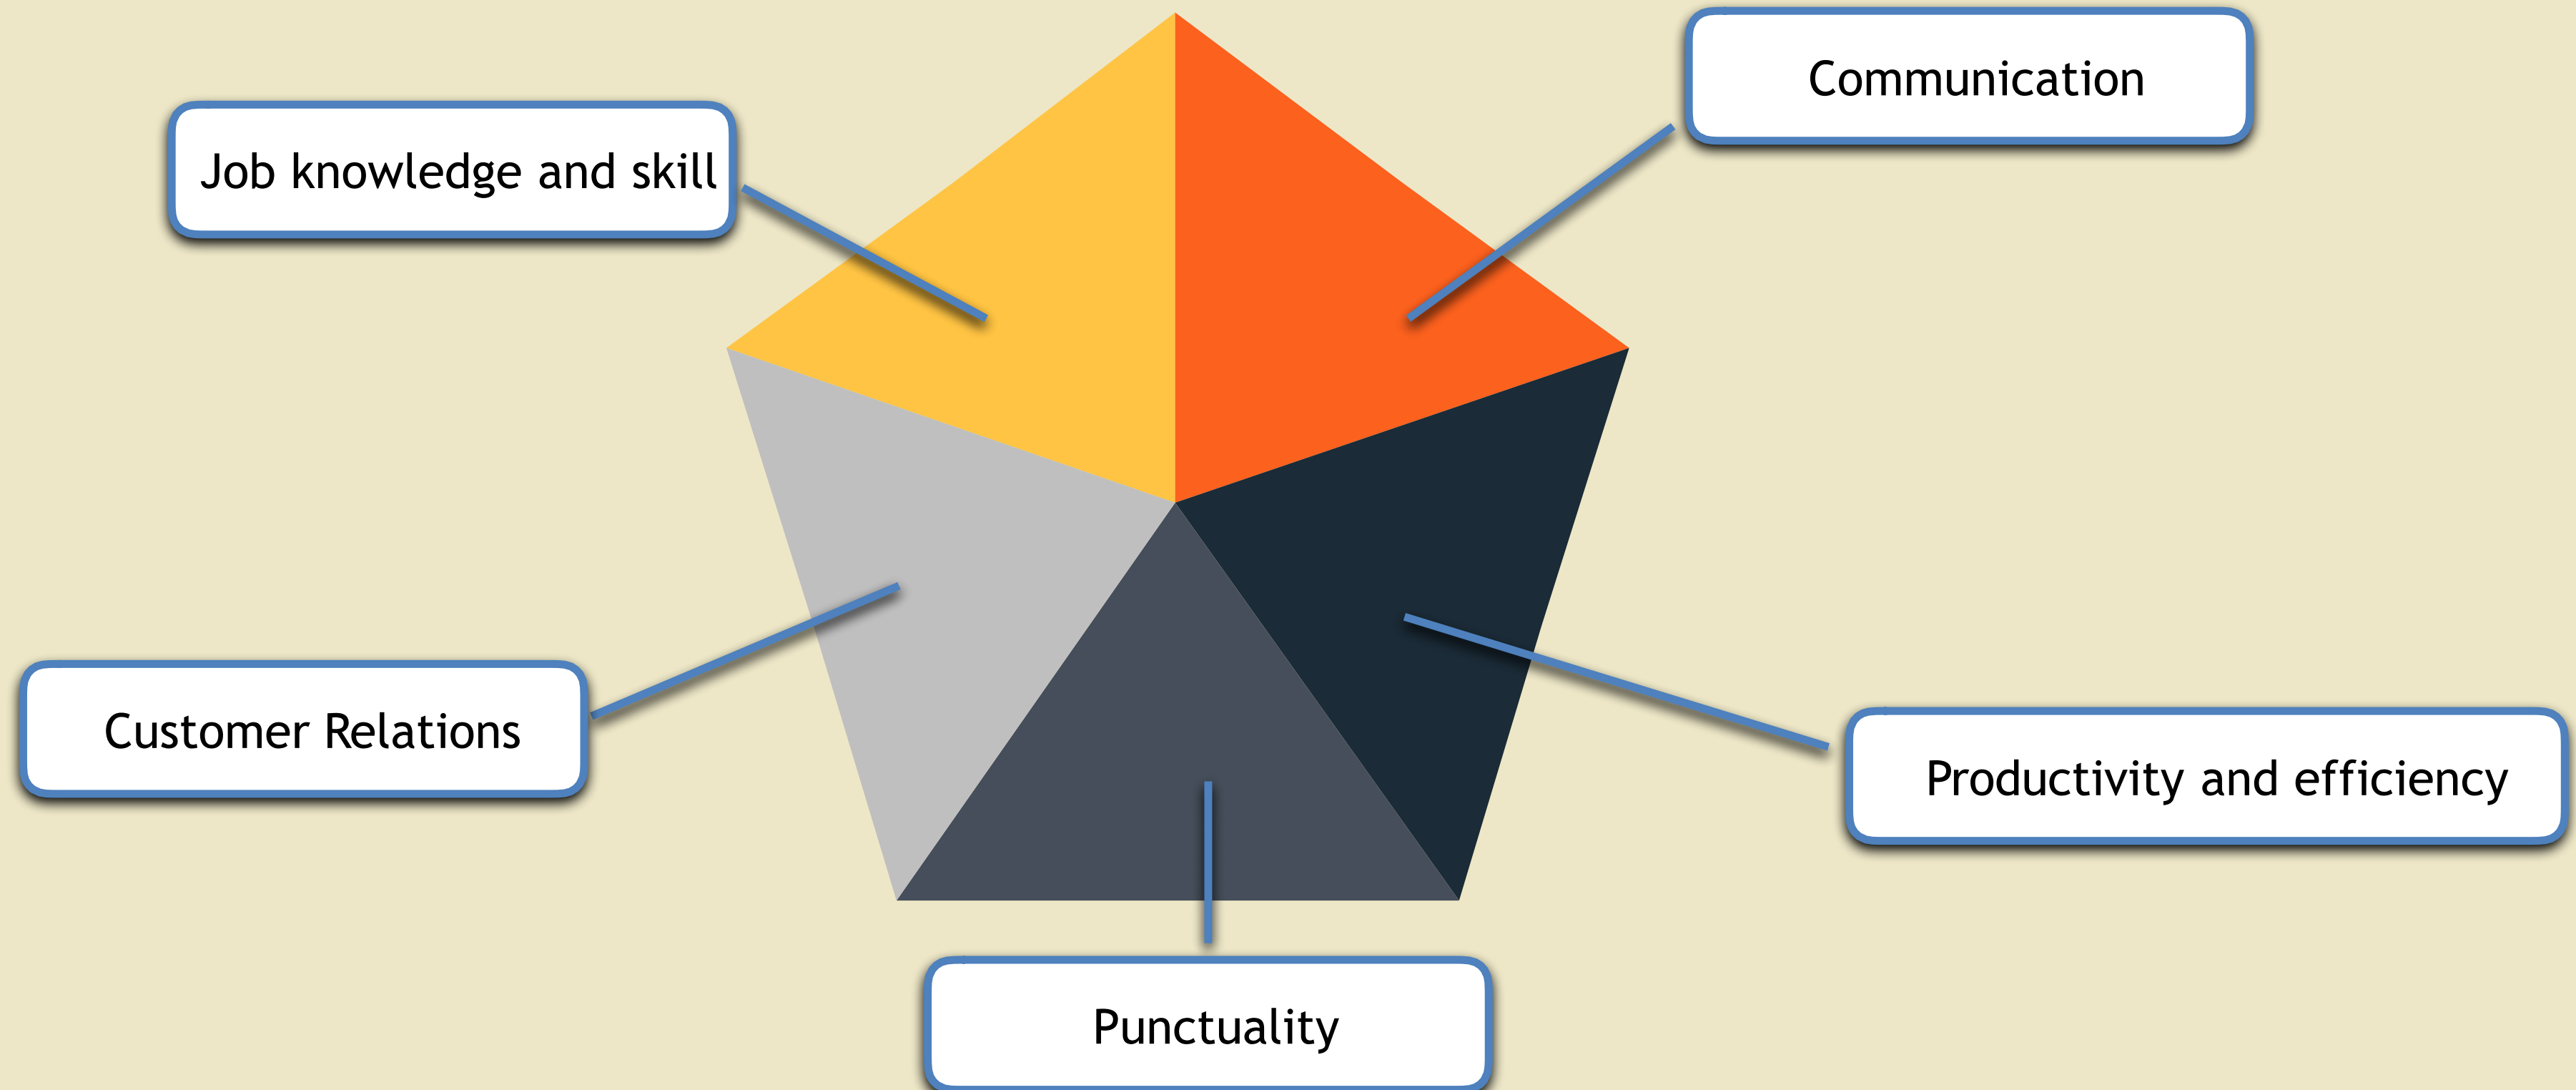 Communication
Job knowledge and skill
Customer Relations
Productivity and efficiency
Punctuality